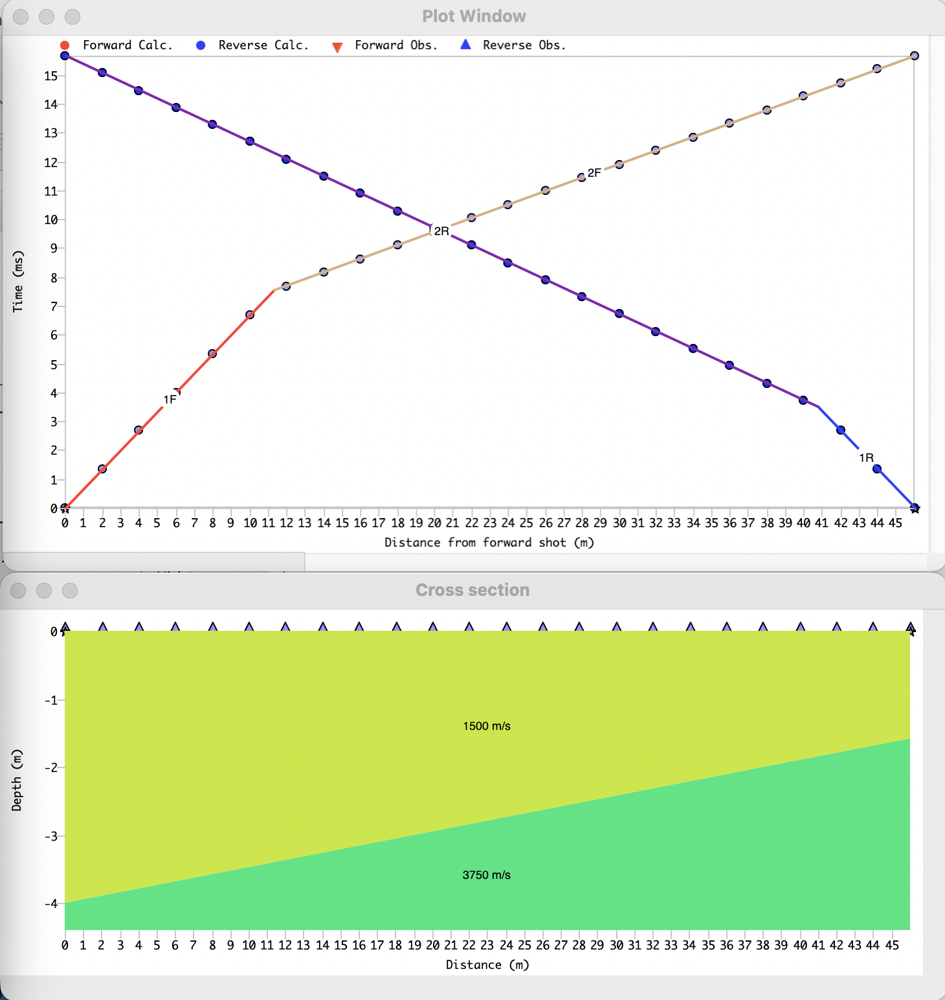 Plot Window
Forward Calc. Reverse Calc. Forward Obs. Reverse Obs.
15
14
13
12
11
10
9
8
7
6
5
4
3
2
1
0
Time (ms)
2F
2R
1F
1R
0 1 2 3 4 5 6 7 8 9 10 11 12 13 14 15 16 17 18 19 20 21 22 23 24 25 26 27 28 29 30 31 32 33 34 35 36 37 38 39 40 41 42 43 44 45
Distance from forward shot (m)
Cross section
0
-1
-2
-3
-4
Depth (m)
1500 m/s
3750 m/s
0 1 2 3 4 5 6 7 8 9 10 11 12 13 14 15 16 17 18 19 20 21 22 23 24 25 26 27 28 29 30 31 32 33 34 35 36 37 38 39 40 41 42 43 44 45
Distance (m)